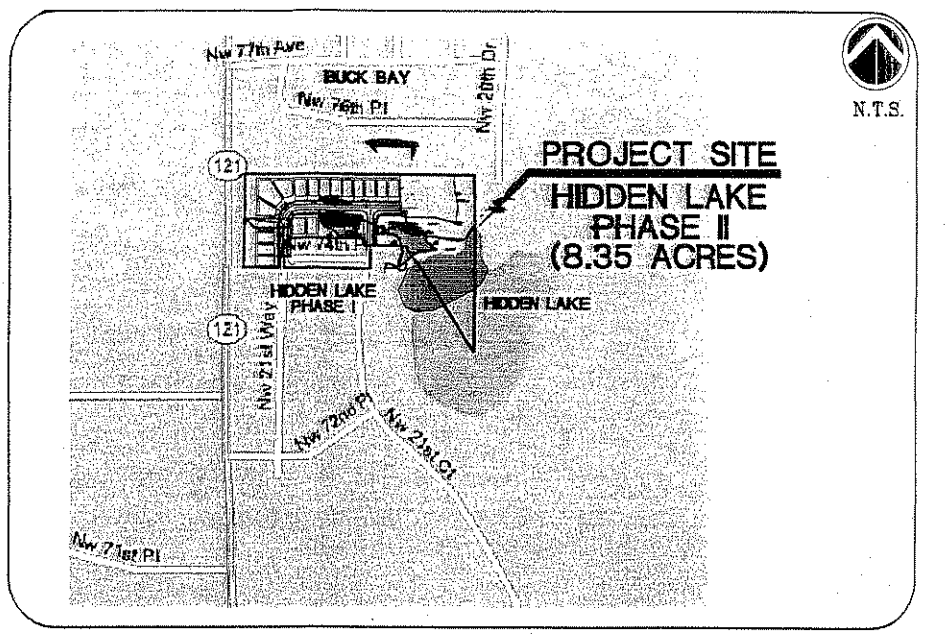 Nw 77th Ave
BUCK BAY
Nw 76th Pl
Nw 20th Dr
N.T.S.
121
PROJECT SITE
HIDDEN LAKE
PHASE II
(8.35 ACRES)
Nw 74th Pl
HIDDEN LAKE
PHASE I
HIDDEN LAKE
121
Nw 21st Way
Nw 72nd Pl
Nw 21st Ct
Nw 71st Pl